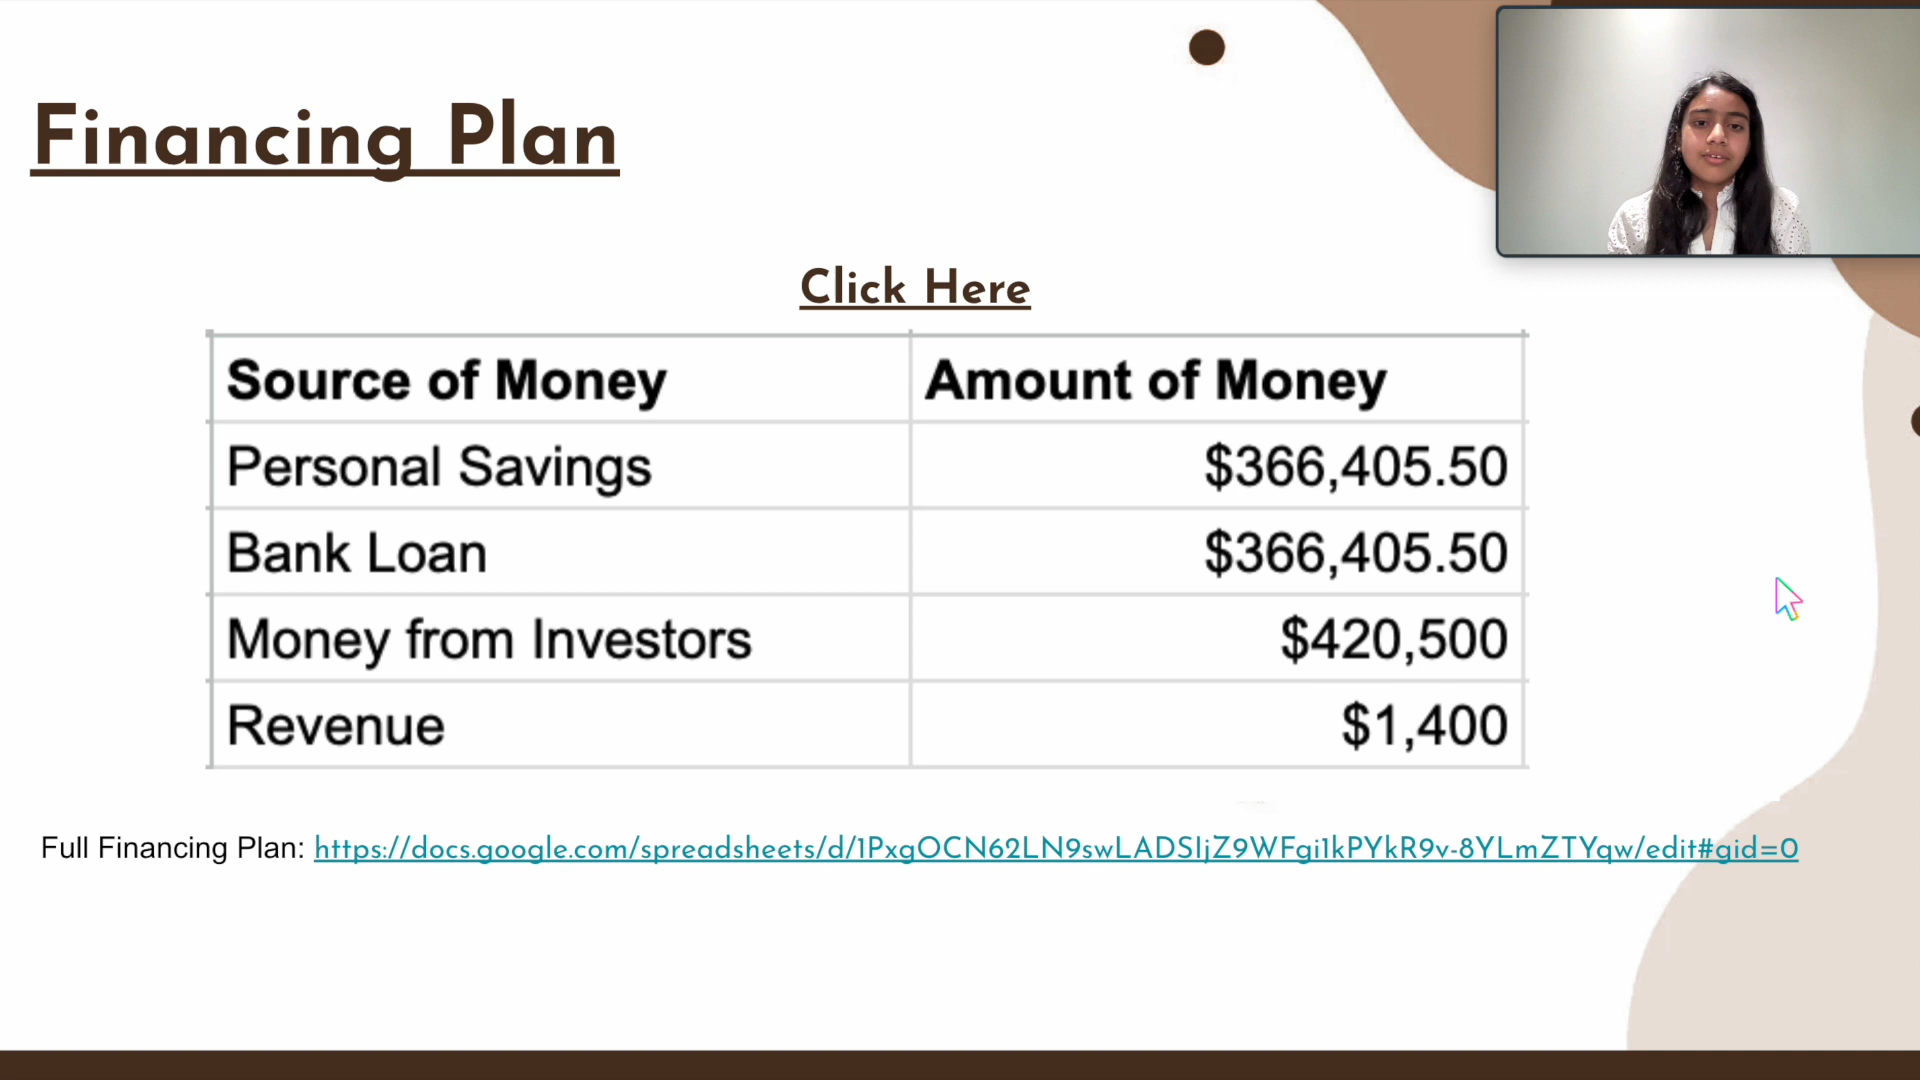 Financing Plan
Click Here
Source of Money Amount of Money
Personal Savings $366,405.50
Bank Loan $366,405.50
Money from Investors $420,500
Revenue $1,400
Full Financing Plan: https://docs.google.com/spreadsheets/d/1PxgOCN62LN9swLADSIjZ9WFgi1kPYkR9v-8YLmZTYqw/edit#gid=0